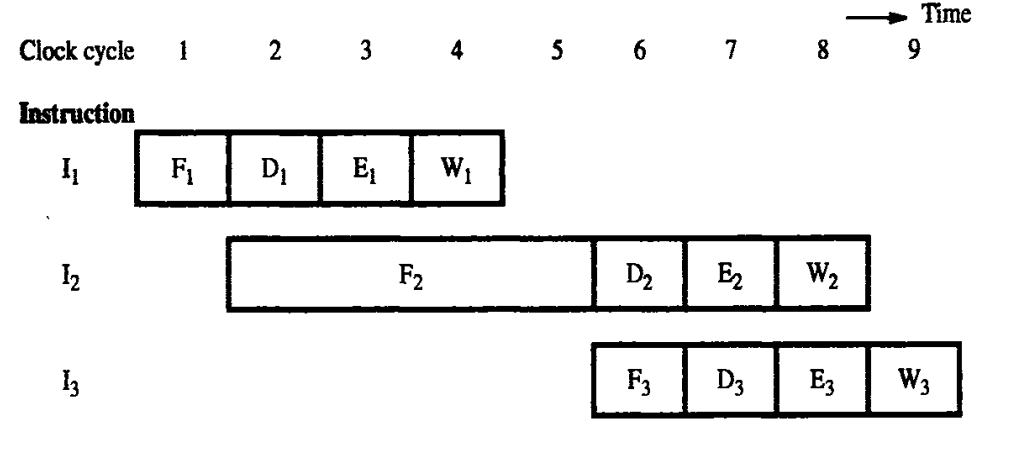 Time
Clock cycle 1 2 3 4 5 6 7 8 9
Instruction
I₁ F₁ D₁ E₁ W₁
I₂ F₂ D₂ E₂ W₂
I₃ F₃ D₃ E₃ W₃